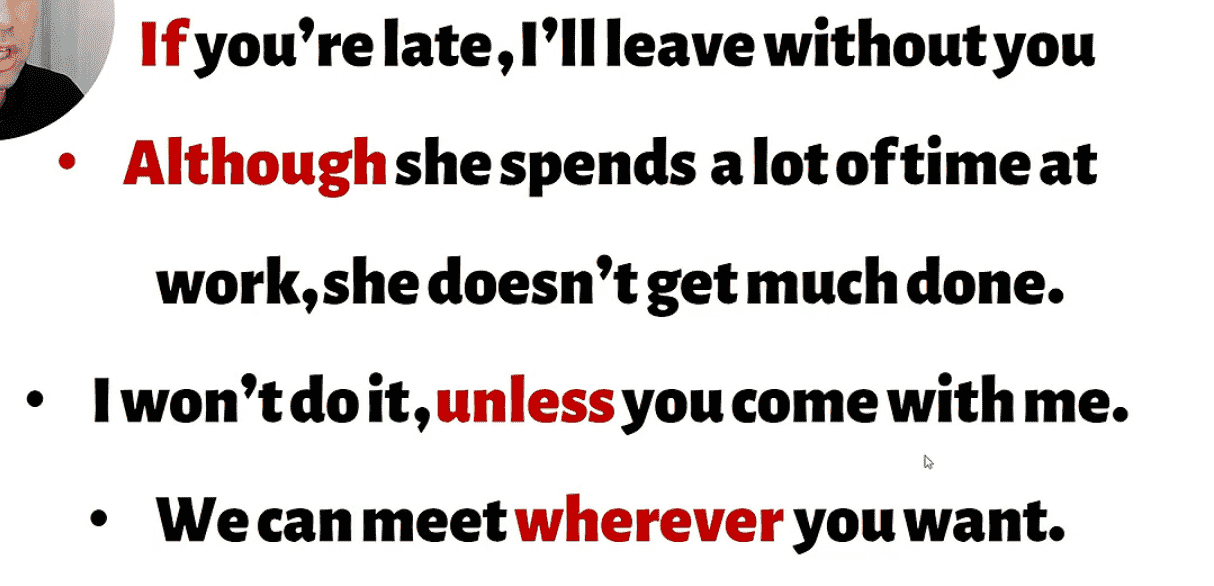 If you’re late, I’ll leave without you
• Although she spends a lot of time at
work, she doesn’t get much done.
• I won’t do it, unless you come with me.
• We can meet wherever you want.